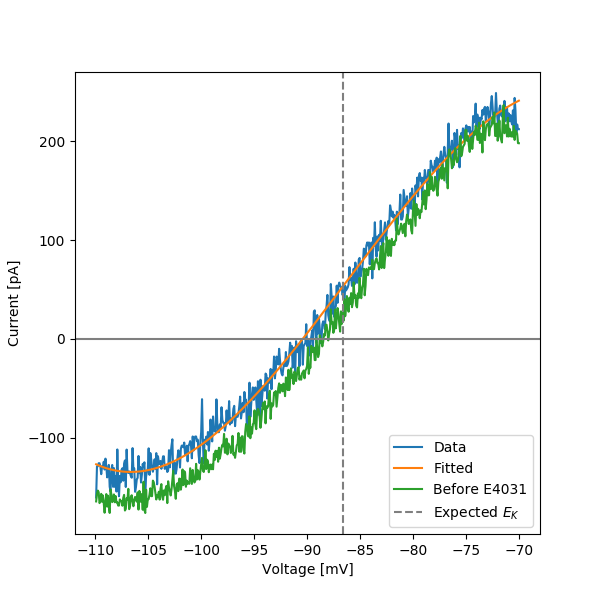 200
100
0
−100
Current [pA]
Data
Fitted
Before E4031
Expected E_K
−110 −105 −100 −95 −90 −85 −80 −75 −70
Voltage [mV]